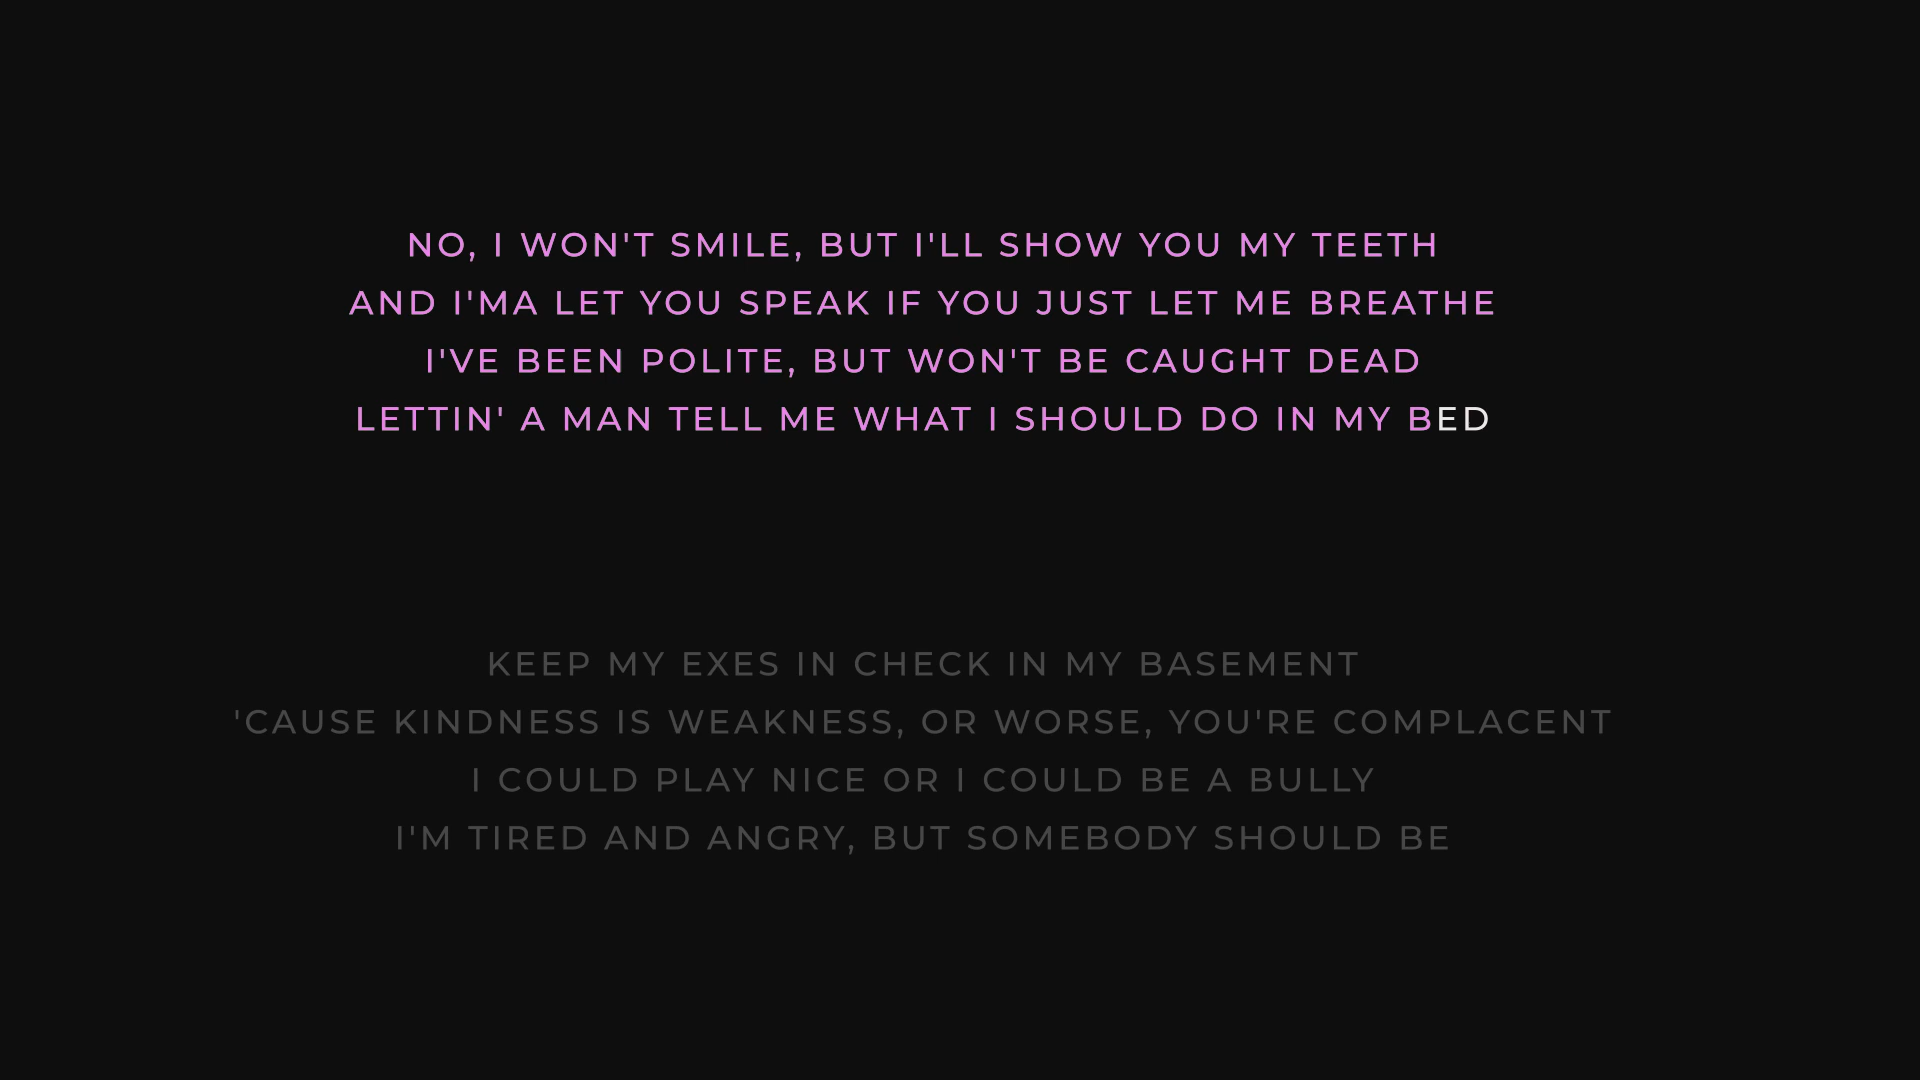 NO, I WON'T SMILE, BUT I'LL SHOW YOU MY TEETH
AND I'MA LET YOU SPEAK IF YOU JUST LET ME BREATHE
I'VE BEEN POLITE, BUT WON'T BE CAUGHT DEAD
LETTIN' A MAN TELL ME WHAT I SHOULD DO IN MY BED
KEEP MY EXES IN CHECK IN MY BASEMENT
'CAUSE KINDNESS IS WEAKNESS, OR WORSE, YOU'RE COMPLACENT
I COULD PLAY NICE OR I COULD BE A BULLY
I'M TIRED AND ANGRY, BUT SOMEBODY SHOULD BE